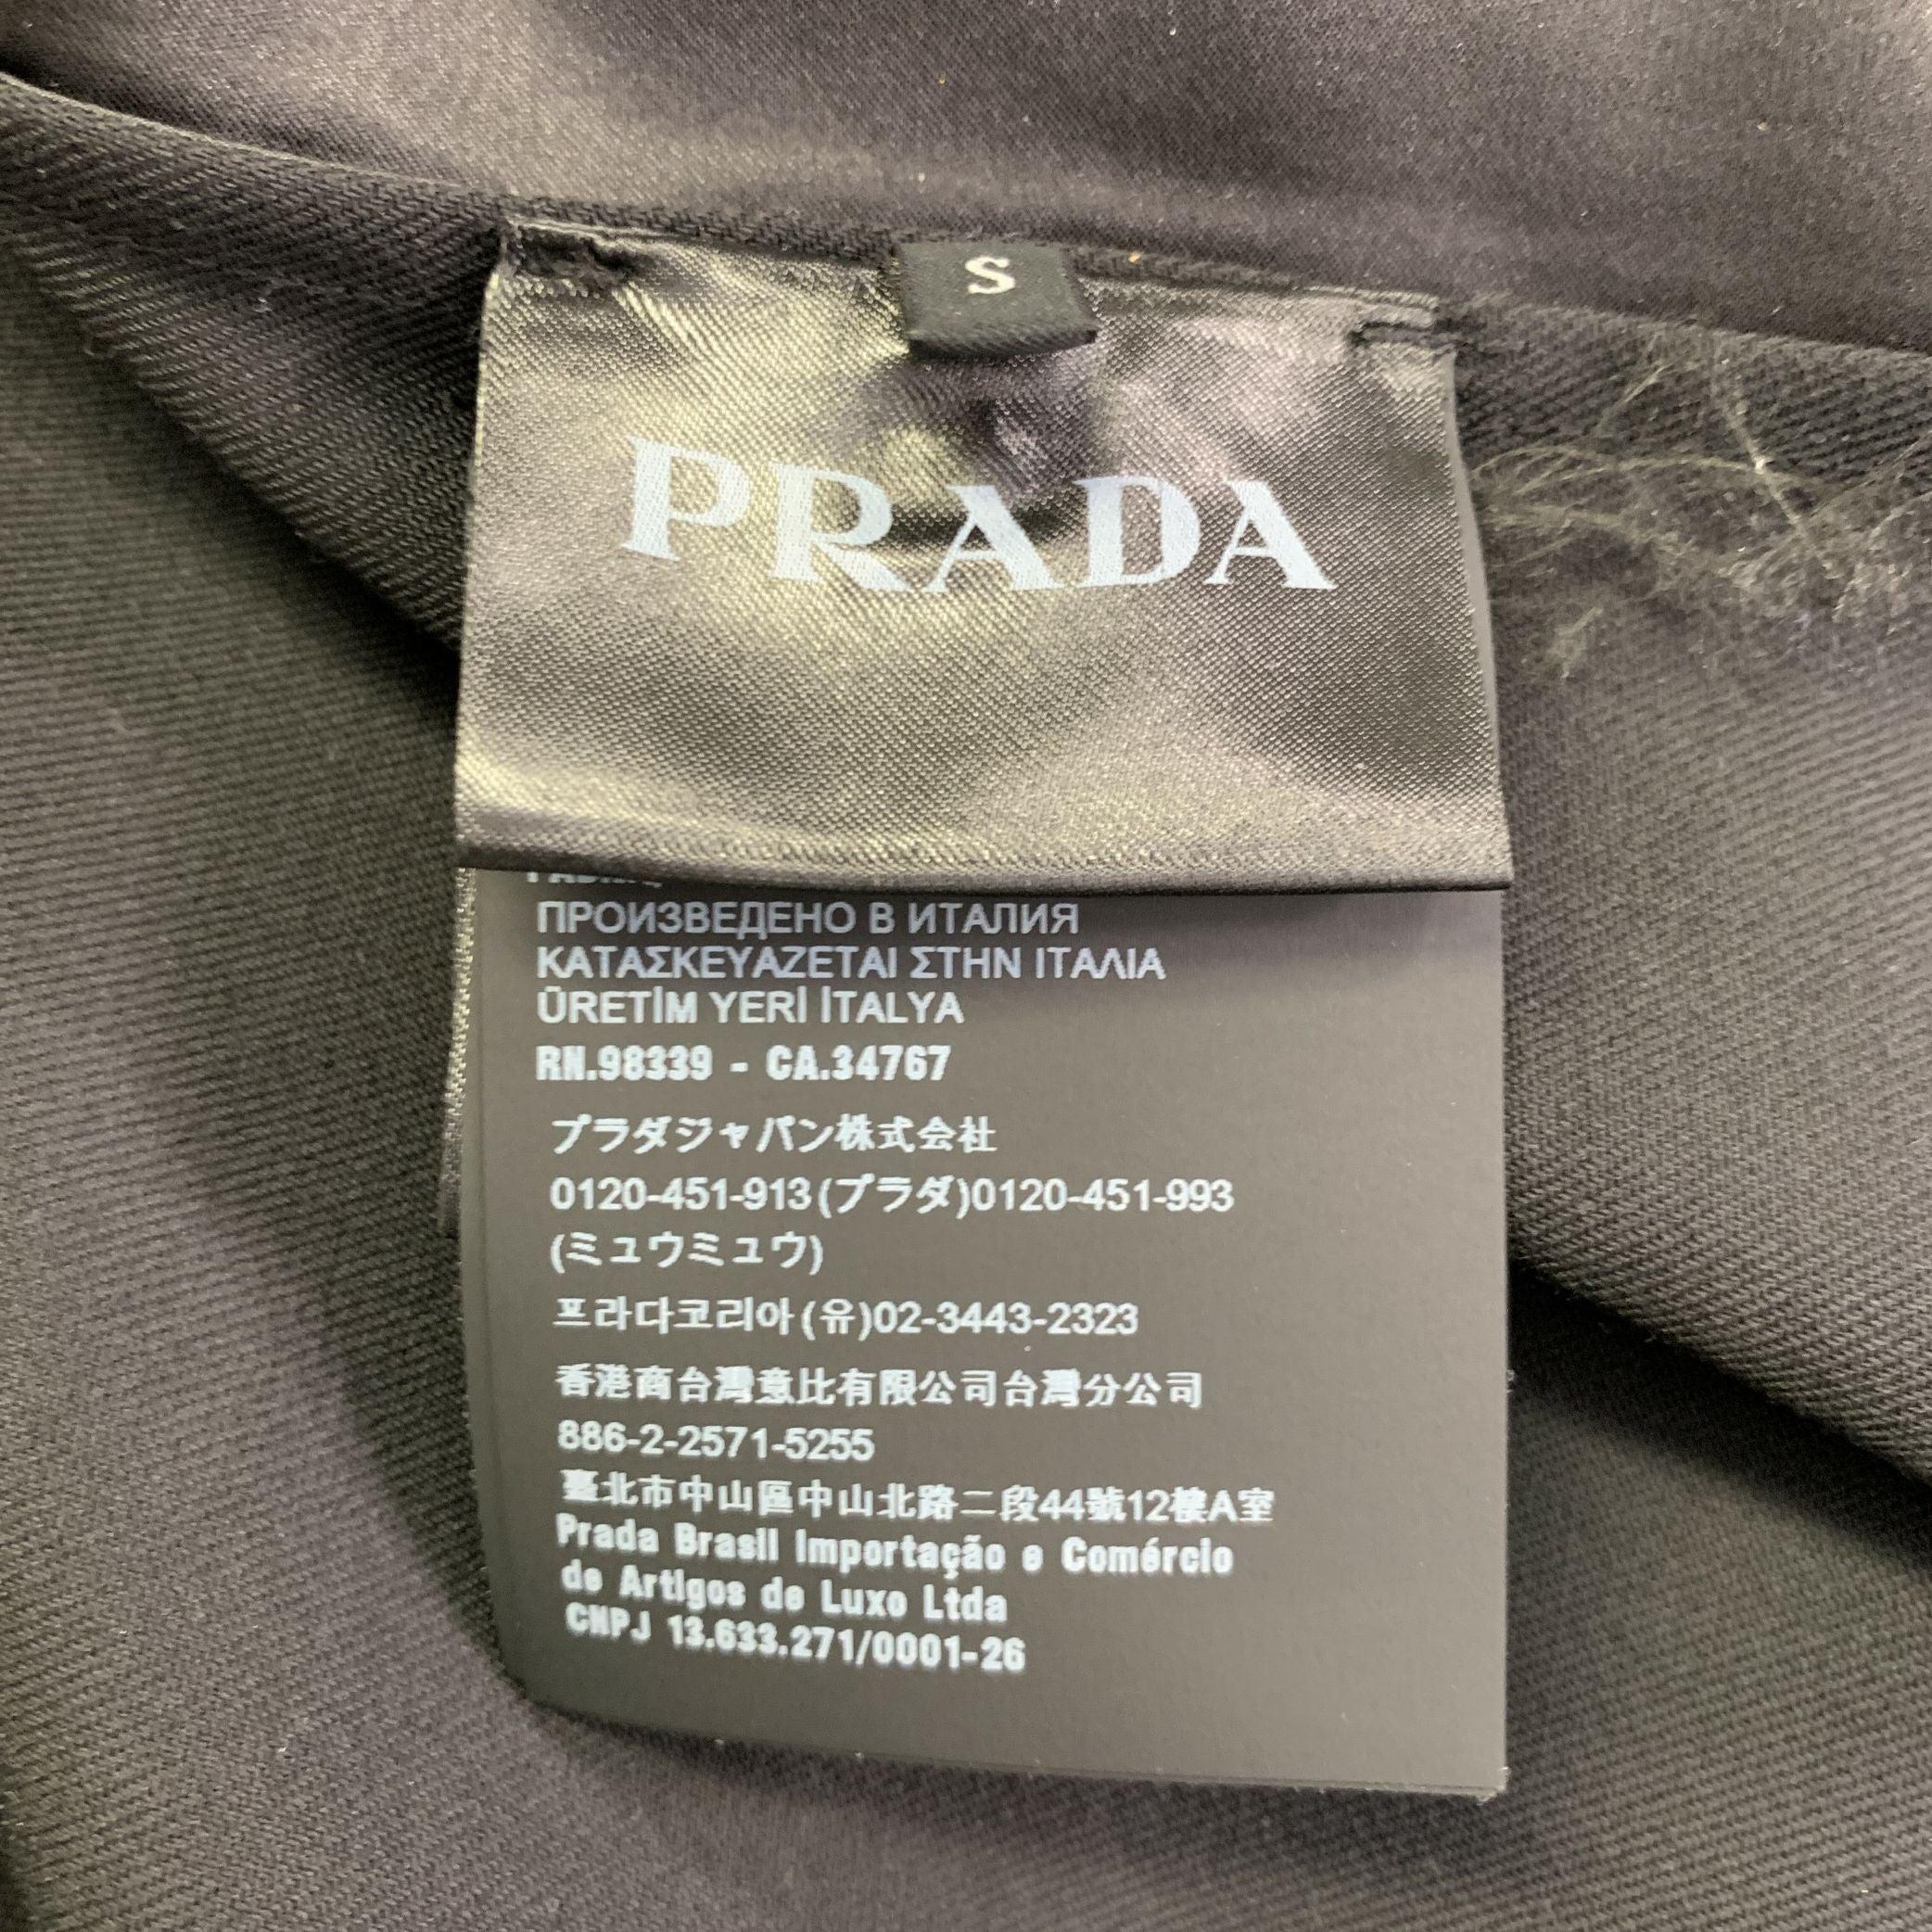 S
PRADA
ПРОИЗВЕДЕНО В ИТАЛИЯ
ΚΑΤΑΣΚΕΥΑΖΕΤΑΙ ΣΤΗΝ ΙΤΑΛΙΑ
ÜRETİM YERİ İTALYA
RN.98339 - CA.34767
プラダジャパン株式会社
0120-451-913(プラダ)0120-451-993
(ミュウミュウ)
프라다코리아(유)02-3443-2323
香港商台灣意比有限公司台灣分公司
886-2-2571-5255
臺北市中山區中山北路二段44號12樓A室
Prada Brasil Importação e Comércio
de Artigos de Luxo Ltda
CNPJ 13.633.271/0001-26